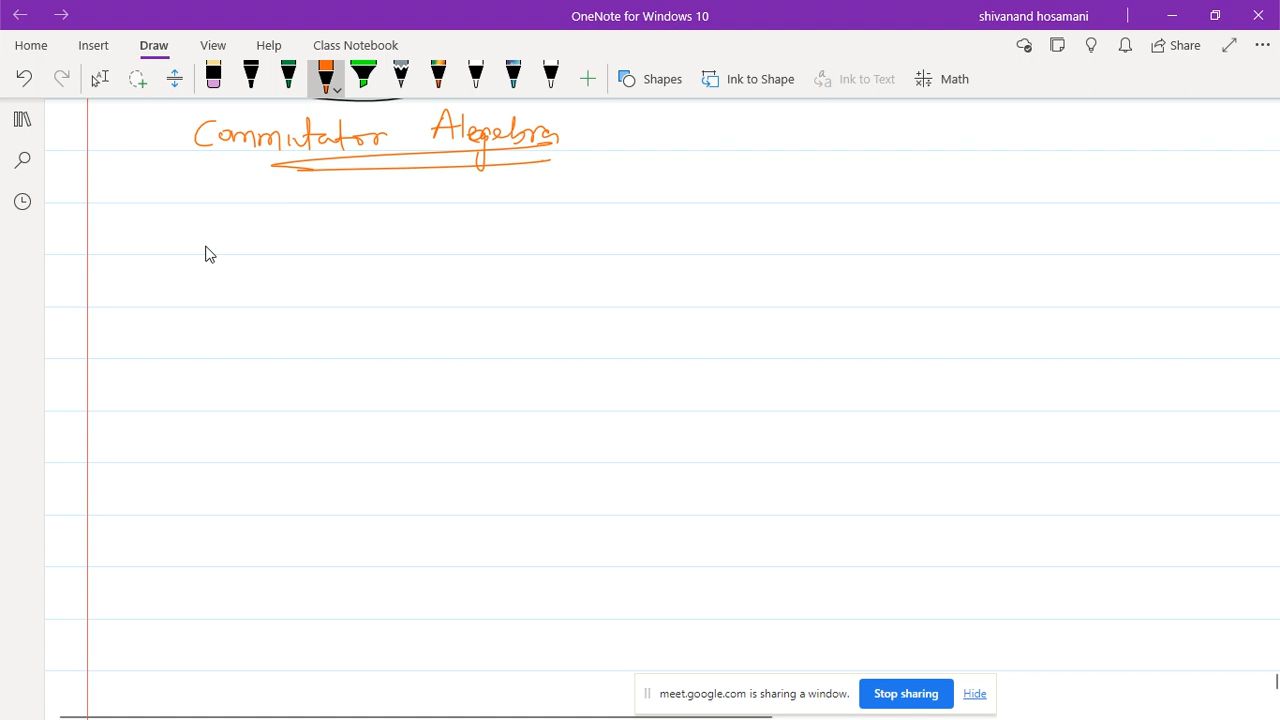 OneNote for Windows 10
shivanand hosamani
Home Insert Draw View Help Class Notebook
Share
Shapes Ink to Shape Ink to Text Math
Commutator Alegebra
meet.google.com is sharing a window. Stop sharing Hide